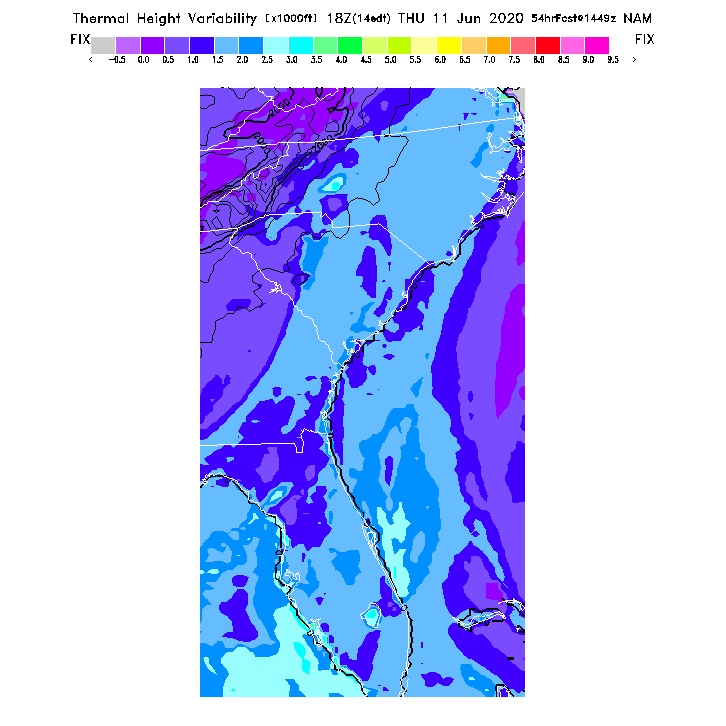 Thermal Height Variability [x1000ft] 18Z(14edt) THU 11 Jun 2020 54hrFcst@1449z NAM
FIX FIX
< -0.5 0.0 0.5 1.0 1.5 2.0 2.5 3.0 3.5 4.0 4.5 5.0 5.5 6.0 6.5 7.0 7.5 8.0 8.5 9.0 9.5 >